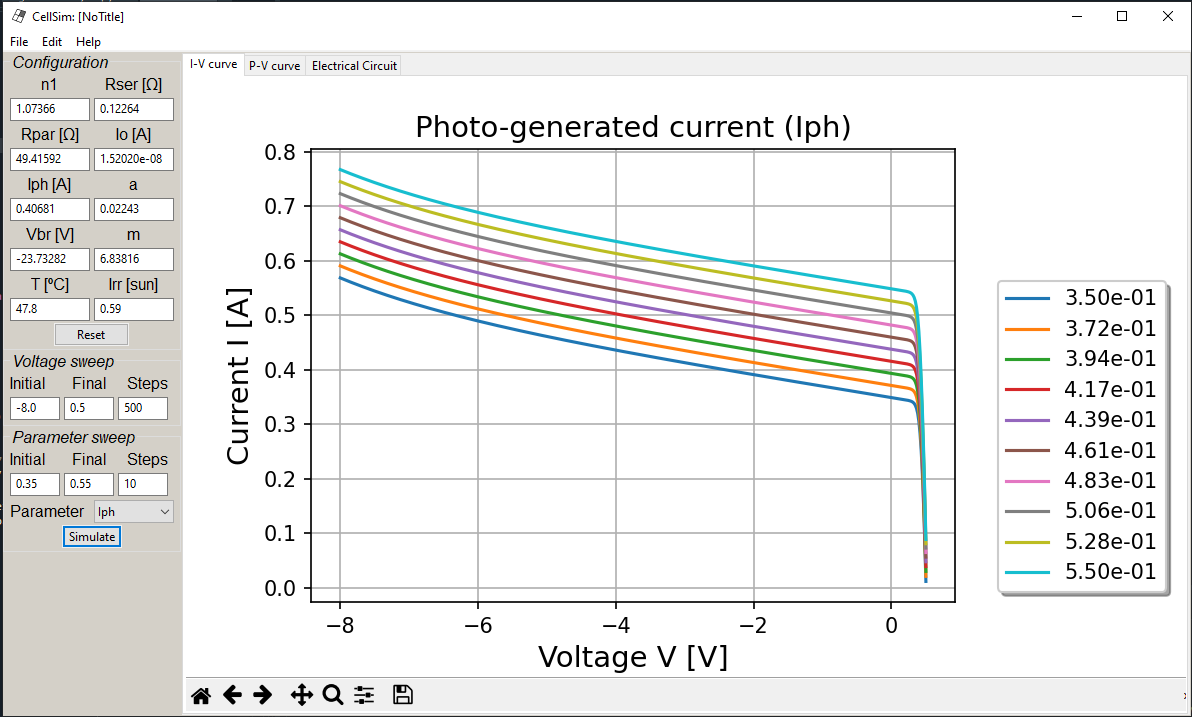 CellSim: [NoTitle]
File Edit Help
Configuration
n1 Rser [Ω]
1.07366 0.12264
Rpar [Ω] Io [A]
49.41592 1.52020e-08
Iph [A] a
0.40681 0.02243
Vbr [V] m
-23.73282 6.83816
T [ºC] Irr [sun]
47.8 0.59
Reset
Voltage sweep
Initial Final Steps
-8.0 0.5 500
Parameter sweep
Initial Final Steps
0.35 0.55 10
Parameter Iph
Simulate
I-V curve P-V curve Electrical Circuit
Photo-generated current (Iph)
Current I [A]
0.8
0.7
0.6
0.5
0.4
0.3
0.2
0.1
0.0
−8 −6 −4 −2 0
Voltage V [V]
3.50e-01
3.72e-01
3.94e-01
4.17e-01
4.39e-01
4.61e-01
4.83e-01
5.06e-01
5.28e-01
5.50e-01